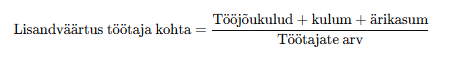 Lisandväärtus töötaja kohta = Tööjõukulud + kulum + ärikasum
Töötajate arv